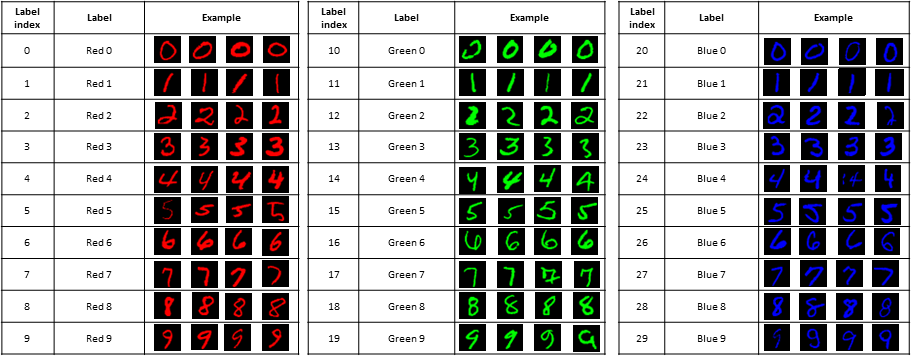 Label index Label Example
0 Red 0 0 0 0 0
1 Red 1 1 1 1 1
2 Red 2 2 2 2 2
3 Red 3 3 3 3 3
4 Red 4 4 4 4 4
5 Red 5 5 5 5 5
6 Red 6 6 6 6 6
7 Red 7 7 7 7 7
8 Red 8 8 8 8 8
9 Red 9 9 9 9 9
Label index Label Example
10 Green 0 0 0 0 0
11 Green 1 1 1 1 1
12 Green 2 2 2 2 2
13 Green 3 3 3 3 3
14 Green 4 4 4 4 4
15 Green 5 5 5 5 5
16 Green 6 6 6 6 6
17 Green 7 7 7 7 7
18 Green 8 8 8 8 8
19 Green 9 9 9 9 9
Label index Label Example
20 Blue 0 0 0 0 0
21 Blue 1 1 1 1 1
22 Blue 2 2 2 2 2
23 Blue 3 3 3 3 3
24 Blue 4 4 4 4 4
25 Blue 5 5 5 5 5
26 Blue 6 6 6 6 6
27 Blue 7 7 7 7 7
28 Blue 8 8 8 8 8
29 Blue 9 9 9 9 9